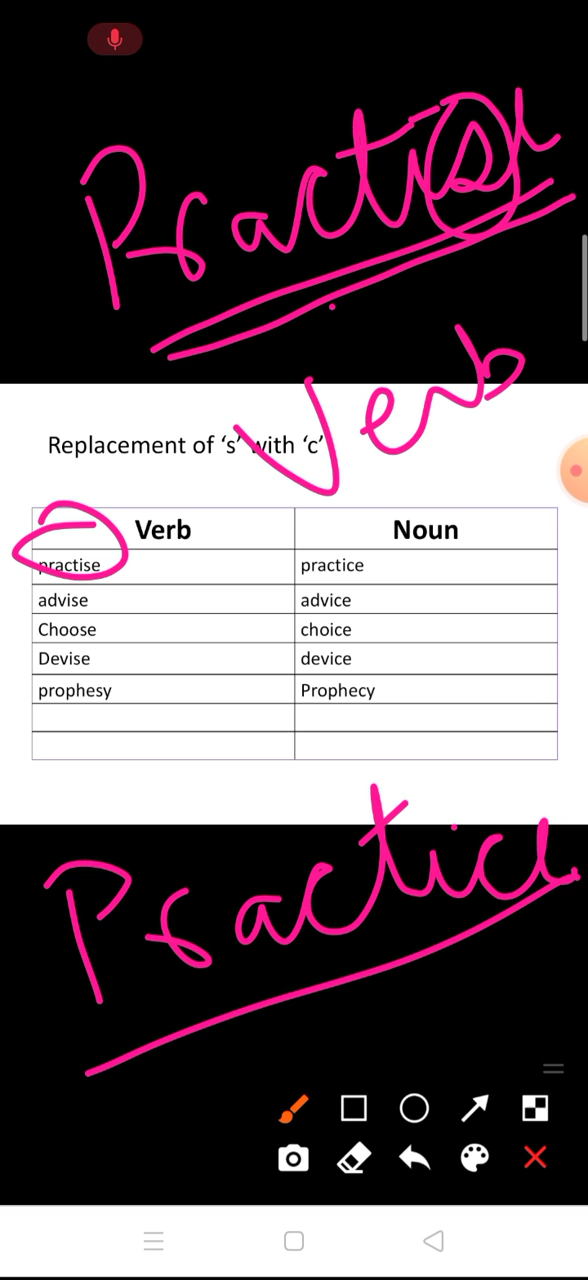 Practise
Verb
Replacement of ‘s’ with ‘c’
Verb Noun
practise practice
advise advice
Choose choice
Devise device
prophesy Prophecy
Practice